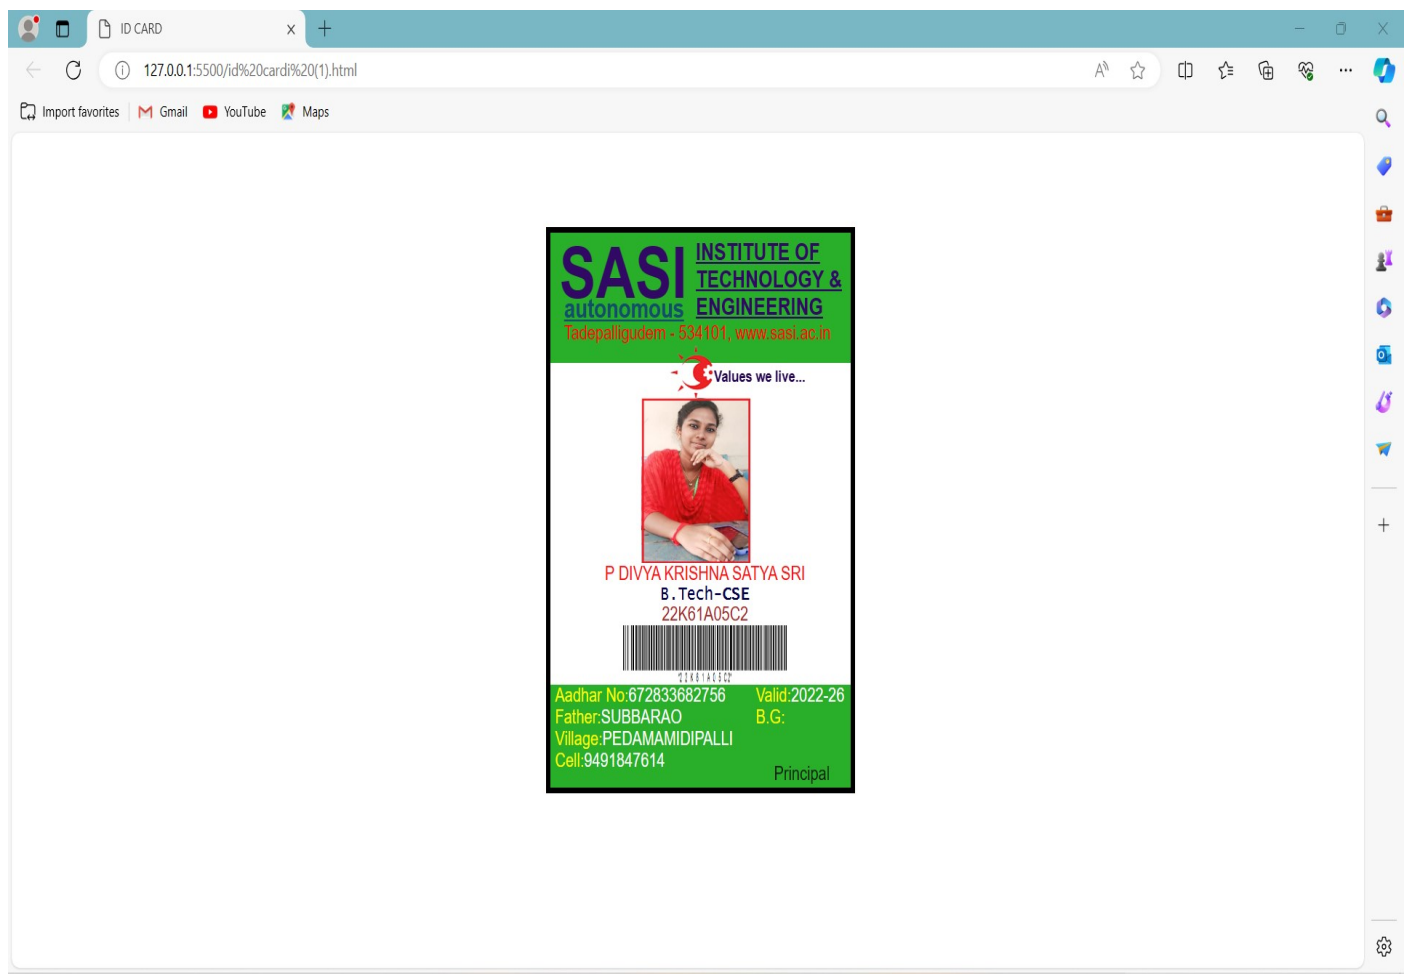 ID CARD
127.0.0.1:5500/id%20cardi%20(1).html
Import favorites Gmail YouTube Maps
SASI INSTITUTE OF
TECHNOLOGY &
autonomous ENGINEERING
Tadepalligudem - 534101, www.sasi.ac.in
Values we live...
P DIVYA KRISHNA SATYA SRI
B.Tech-CSE
22K61A05C2
*22K61A05C2*
Aadhar No:672833682756 Valid:2022-26
Father:SUBBARAO B.G:
Village:PEDAMAMIDIPALLI
Cell:9491847614
Principal